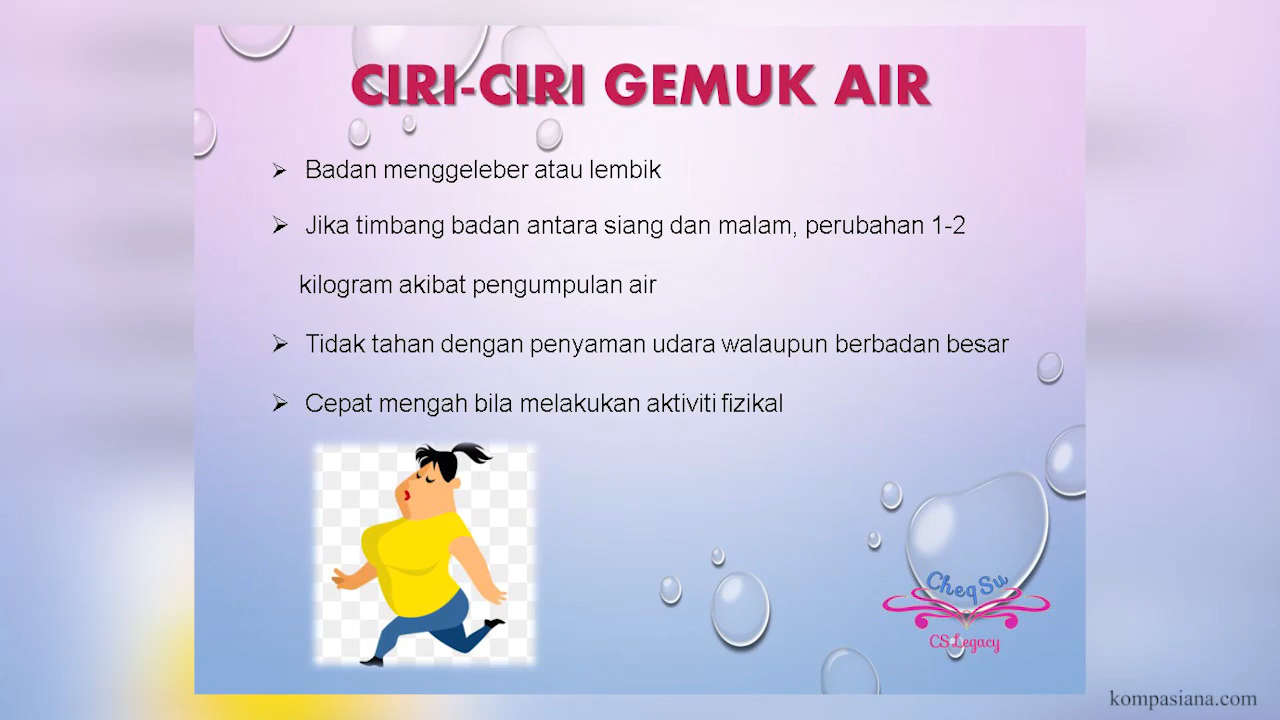 CIRI-CIRI GEMUK AIR
Badan menggeleber atau lembik
Jika timbang badan antara siang dan malam, perubahan 1-2
kilogram akibat pengumpulan air
Tidak tahan dengan penyaman udara walaupun berbadan besar
Cepat mengah bila melakukan aktiviti fizikal
CheqSu
CS Legacy
kompasiana.com